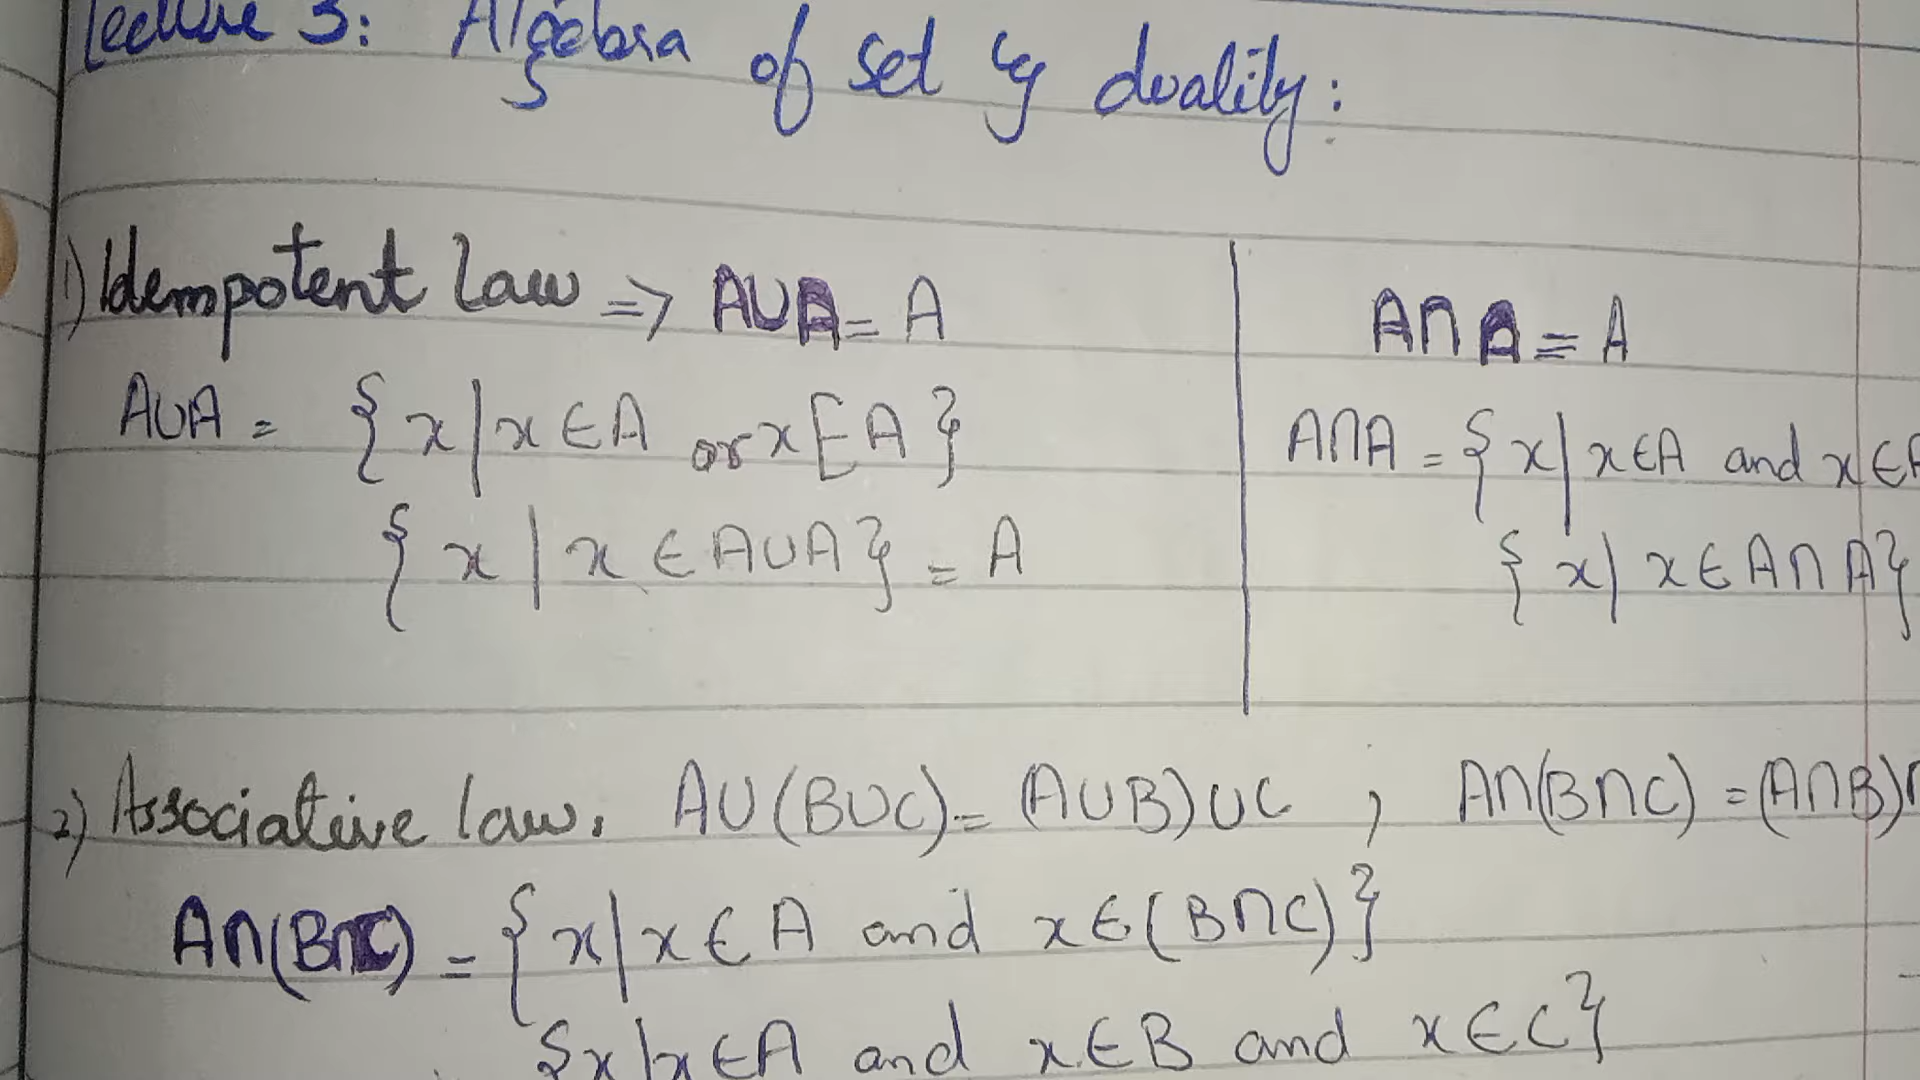 Lecture 3: Algebra of set & duality:
1) Idempotent law => A∪A = A
A∩A = A
A∪A = {x|x∈A or x∈A}
A∩A = {x|x∈A and x∈A
{x|x∈A∪A} = A
{x|x∈A∩A}
2) Associative law, A∪(B∪C) = (A∪B)∪C , A∩(B∩C) = (A∩B)∩
A∩(B∩C) = {x|x∈A and x∈(B∩C)}
{x|x∈A and x∈B and x∈C}